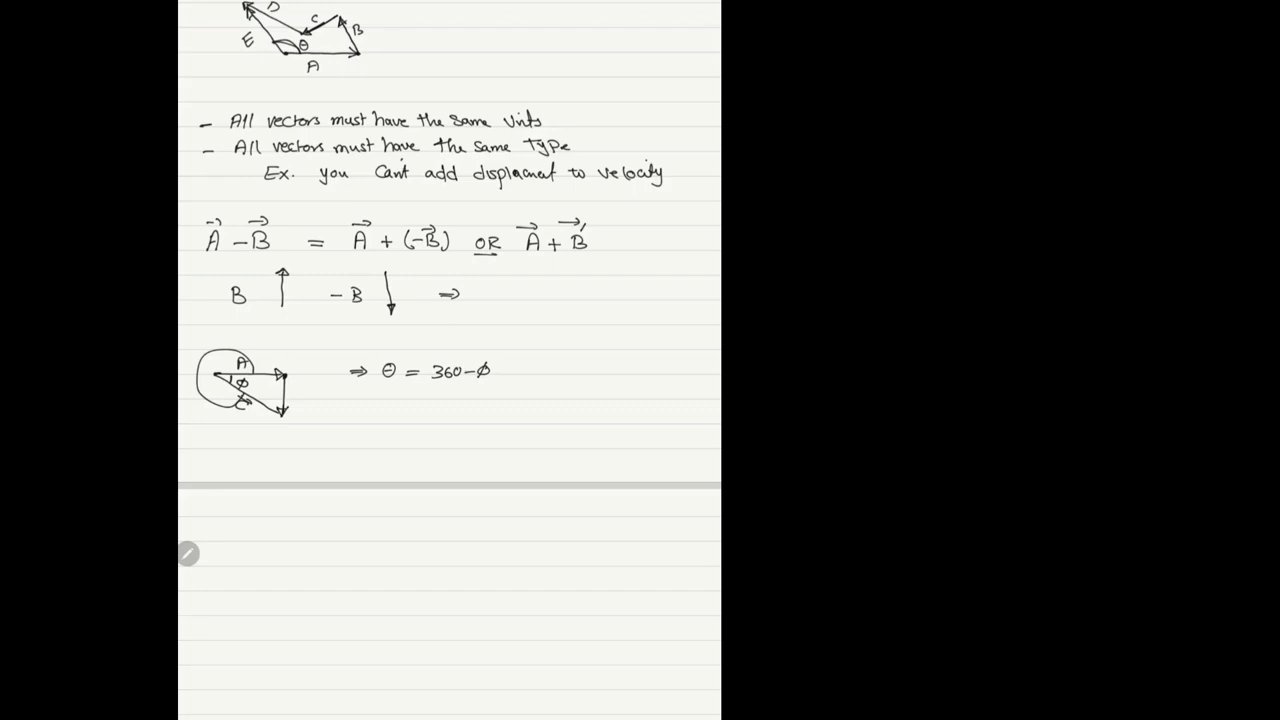 D
C
B
E
θ
A
- All vectors must have the same units
- All vectors must have the same type
Ex. you can't add displacmat to velocity
A⃗ - B⃗ = A⃗ + (-B⃗) OR A⃗ + B⃗'
B - B ⇒
A
⇒ θ = 360-φ
φ
C⃗